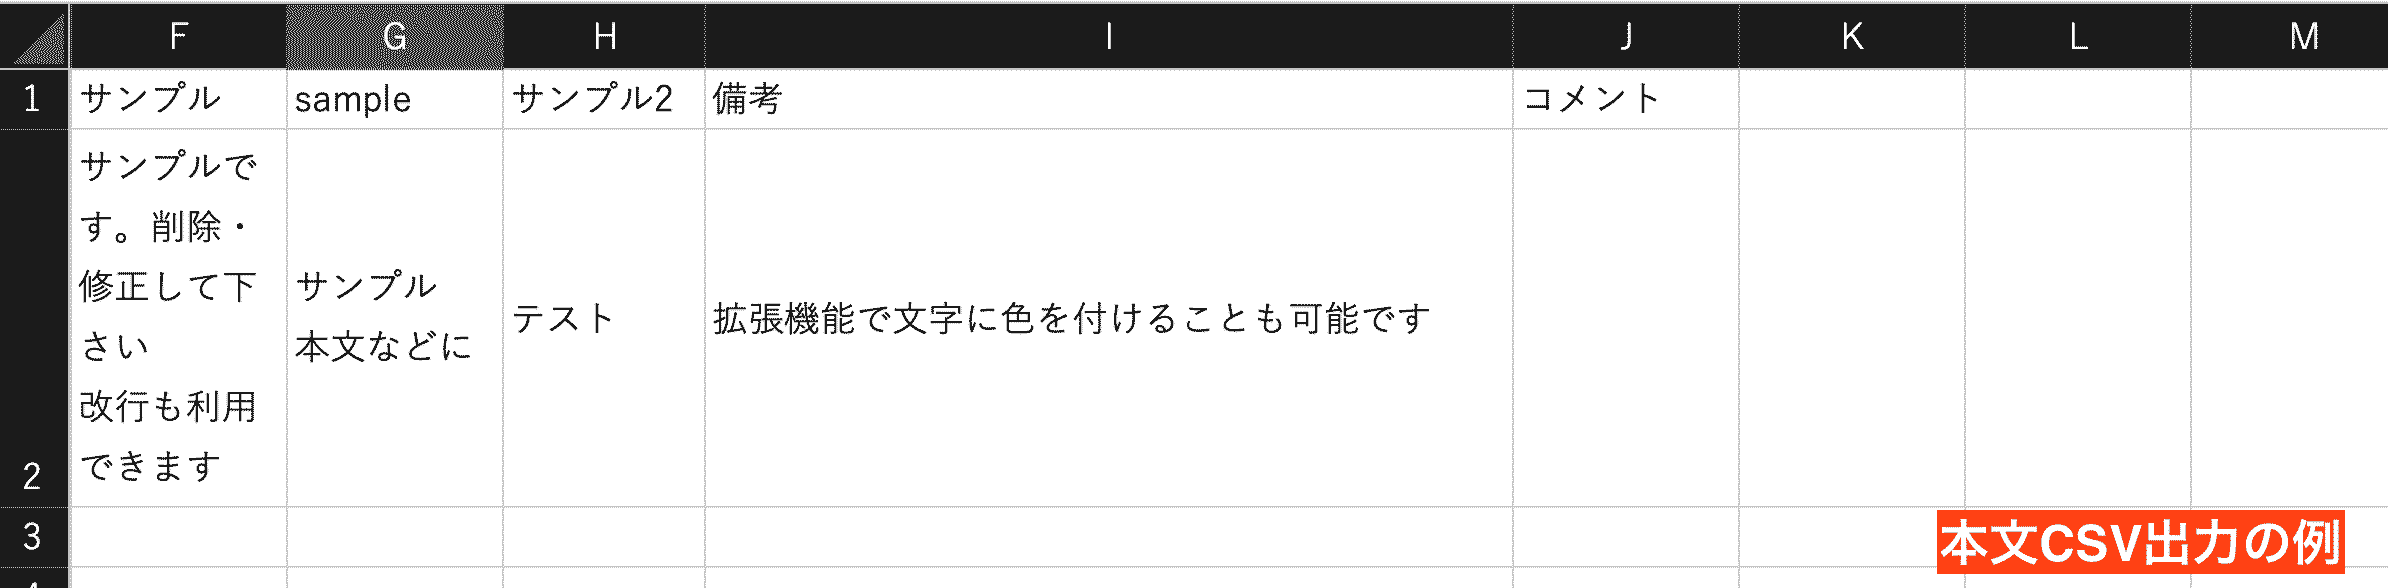 F G H I J K L M
1 サンプル sample サンプル2 備考 コメント
サンプルで
す。削除・
修正して下
さい
改行も利用
できます
サンプル
本文などに
テスト
拡張機能で文字に色を付けることも可能です
2
3
本文CSV出力の例